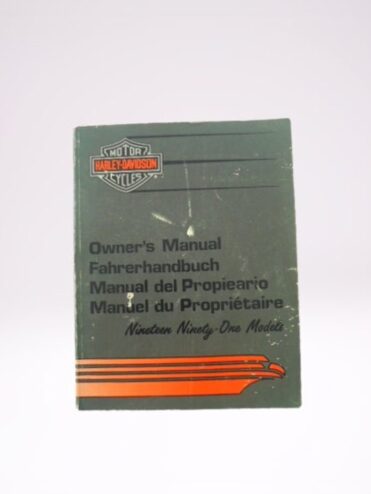 MOTOR
HARLEY-DAVIDSON
CYCLES
Owner's Manual
Fahrerhandbuch
Manual del Propieario
Manuel du Propriétaire
Nineteen Ninety-One Models